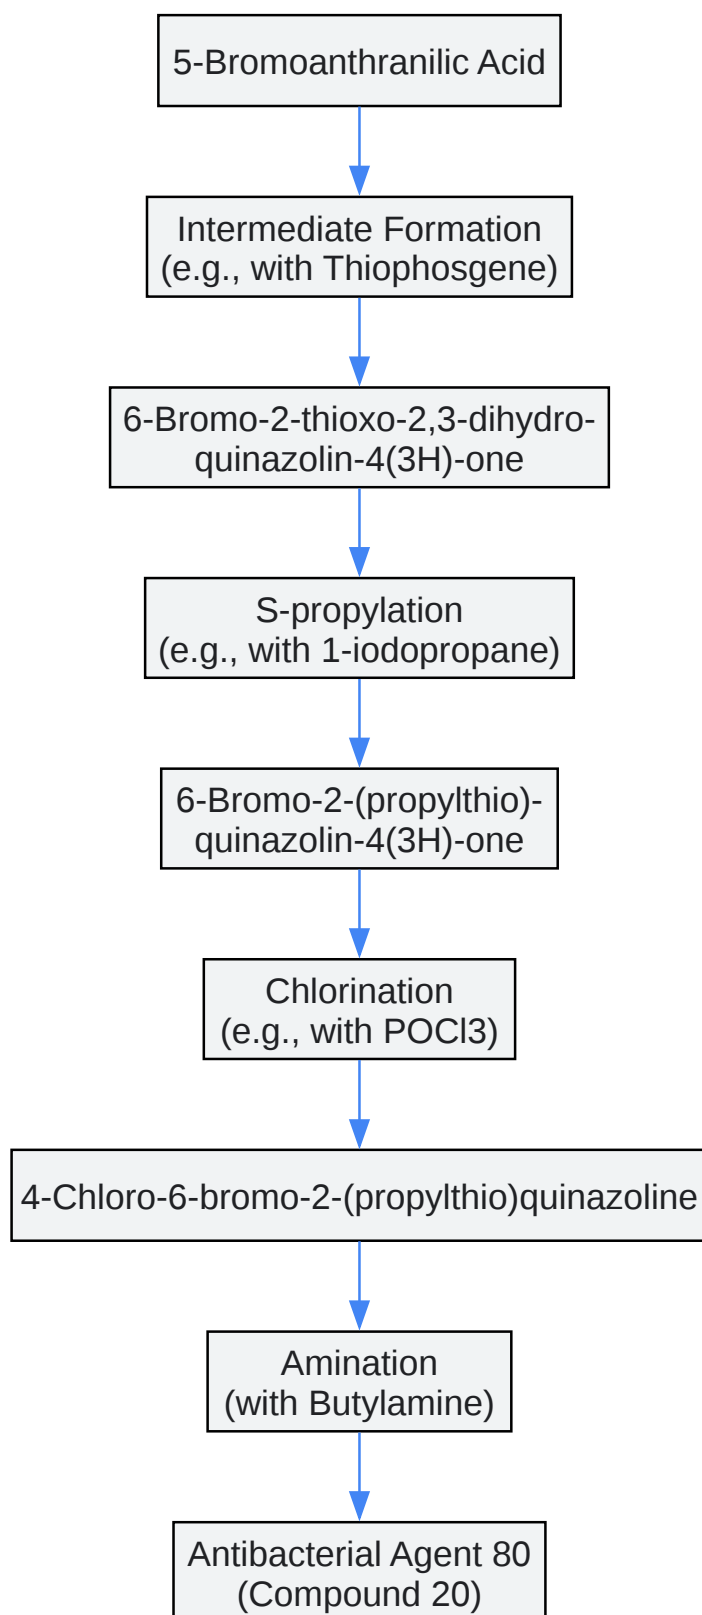 5-Bromoanthranilic Acid
Intermediate Formation
(e.g., with Thiophosgene)
6-Bromo-2-thioxo-2,3-dihydro-
quinazolin-4(3H)-one
S-propylation
(e.g., with 1-iodopropane)
6-Bromo-2-(propylthio)-
quinazolin-4(3H)-one
Chlorination
(e.g., with POCl3)
4-Chloro-6-bromo-2-(propylthio)quinazoline
Amination
(with Butylamine)
Antibacterial Agent 80
(Compound 20)